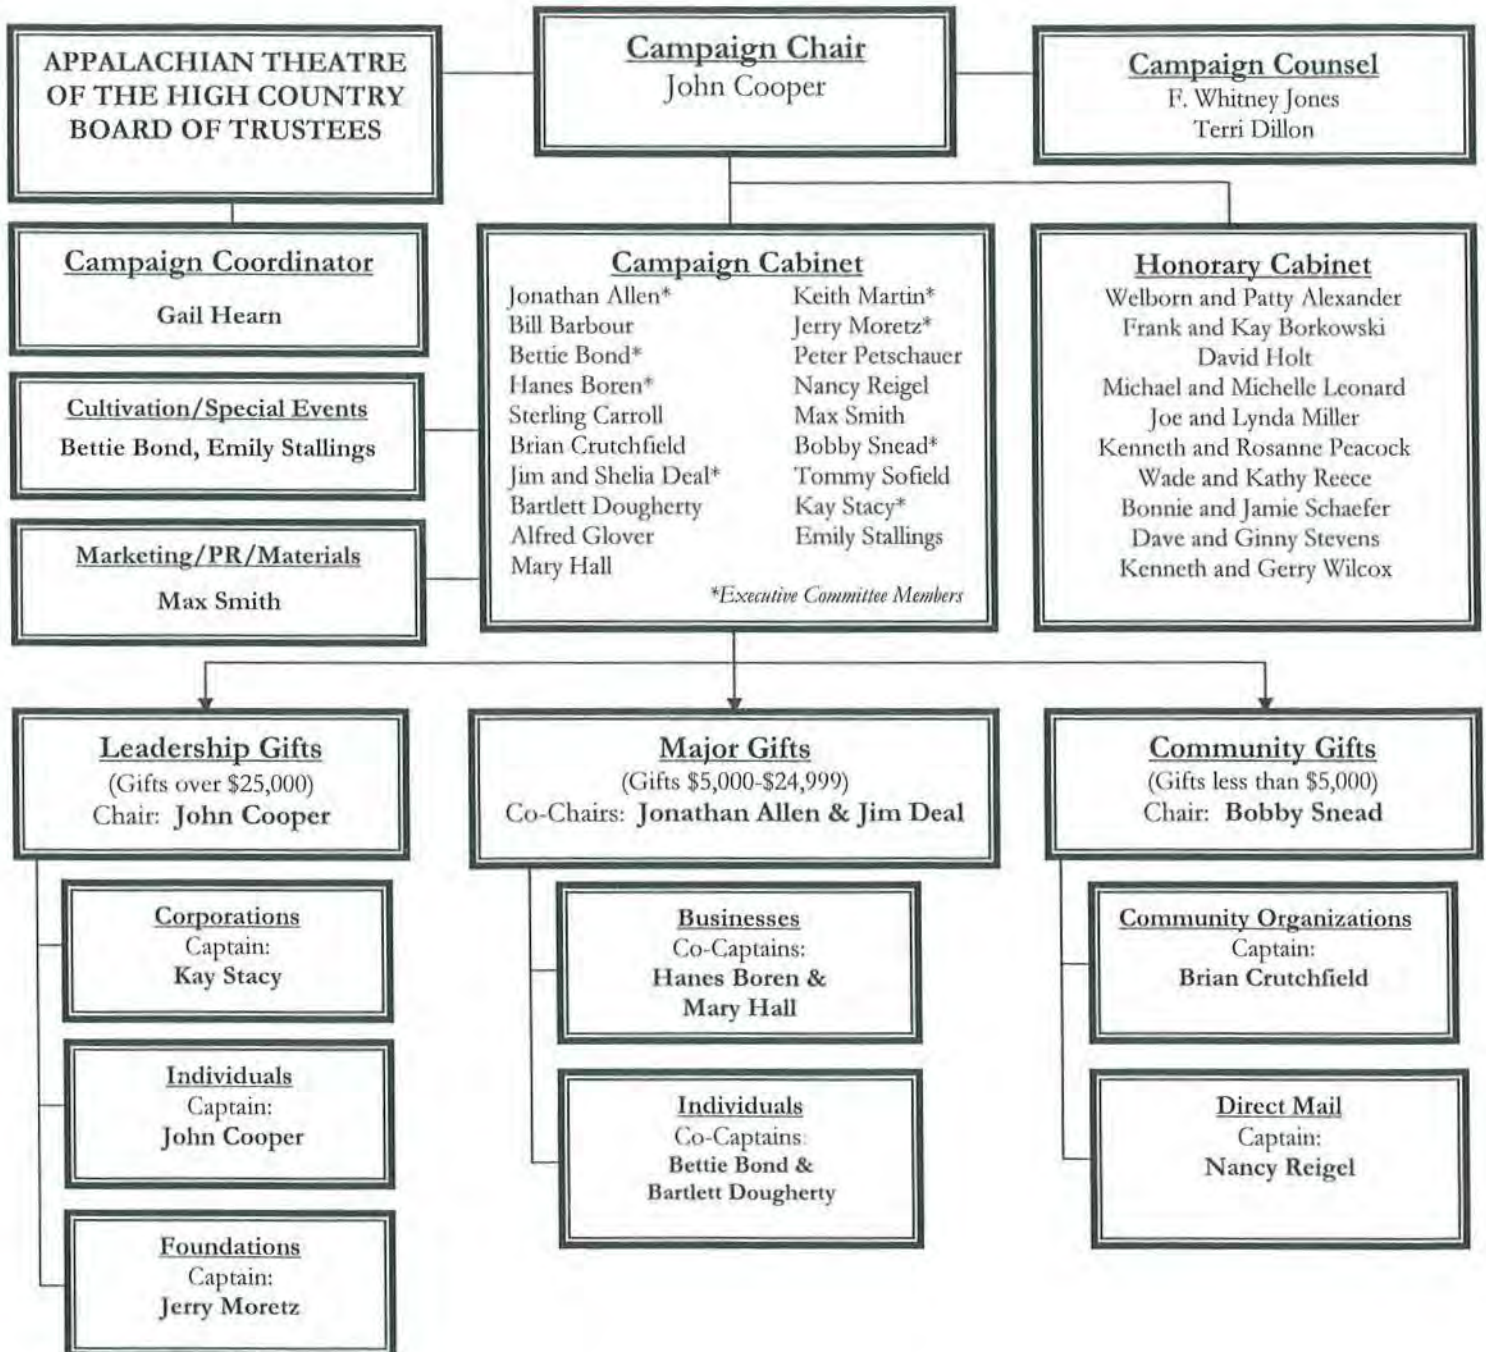 APPALACHIAN THEATRE
OF THE HIGH COUNTRY
BOARD OF TRUSTEES
Campaign Chair
John Cooper
Campaign Counsel
F. Whitney Jones
Terri Dillon
Campaign Coordinator
Gail Hearn
Cultivation/Special Events
Bettie Bond, Emily Stallings
Marketing/PR/Materials
Max Smith
Campaign Cabinet
Jonathan Allen*
Bill Barbour
Bettie Bond*
Hanes Boren*
Sterling Carroll
Brian Crutchfield
Jim and Shelia Deal*
Bartlett Dougherty
Alfred Glover
Mary Hall
Keith Martin*
Jerry Moretz*
Peter Petschauer
Nancy Reigel
Max Smith
Bobby Snead*
Tommy Sofield
Kay Stacy*
Emily Stallings
*Executive Committee Members
Honorary Cabinet
Welborn and Patty Alexander
Frank and Kay Borkowski
David Holt
Michael and Michelle Leonard
Joe and Lynda Miller
Kenneth and Rosanne Peacock
Wade and Kathy Reece
Bonnie and Jamie Schaefer
Dave and Ginny Stevens
Kenneth and Gerry Wilcox
Leadership Gifts
(Gifts over $25,000)
Chair: John Cooper
Corporations
Captain:
Kay Stacy
Individuals
Captain:
John Cooper
Foundations
Captain:
Jerry Moretz
Major Gifts
(Gifts $5,000-$24,999)
Co-Chairs: Jonathan Allen & Jim Deal
Businesses
Co-Captains:
Hanes Boren &
Mary Hall
Individuals
Co-Captains:
Bettie Bond &
Bartlett Dougherty
Community Gifts
(Gifts less than $5,000)
Chair: Bobby Snead
Community Organizations
Captain:
Brian Crutchfield
Direct Mail
Captain:
Nancy Reigel